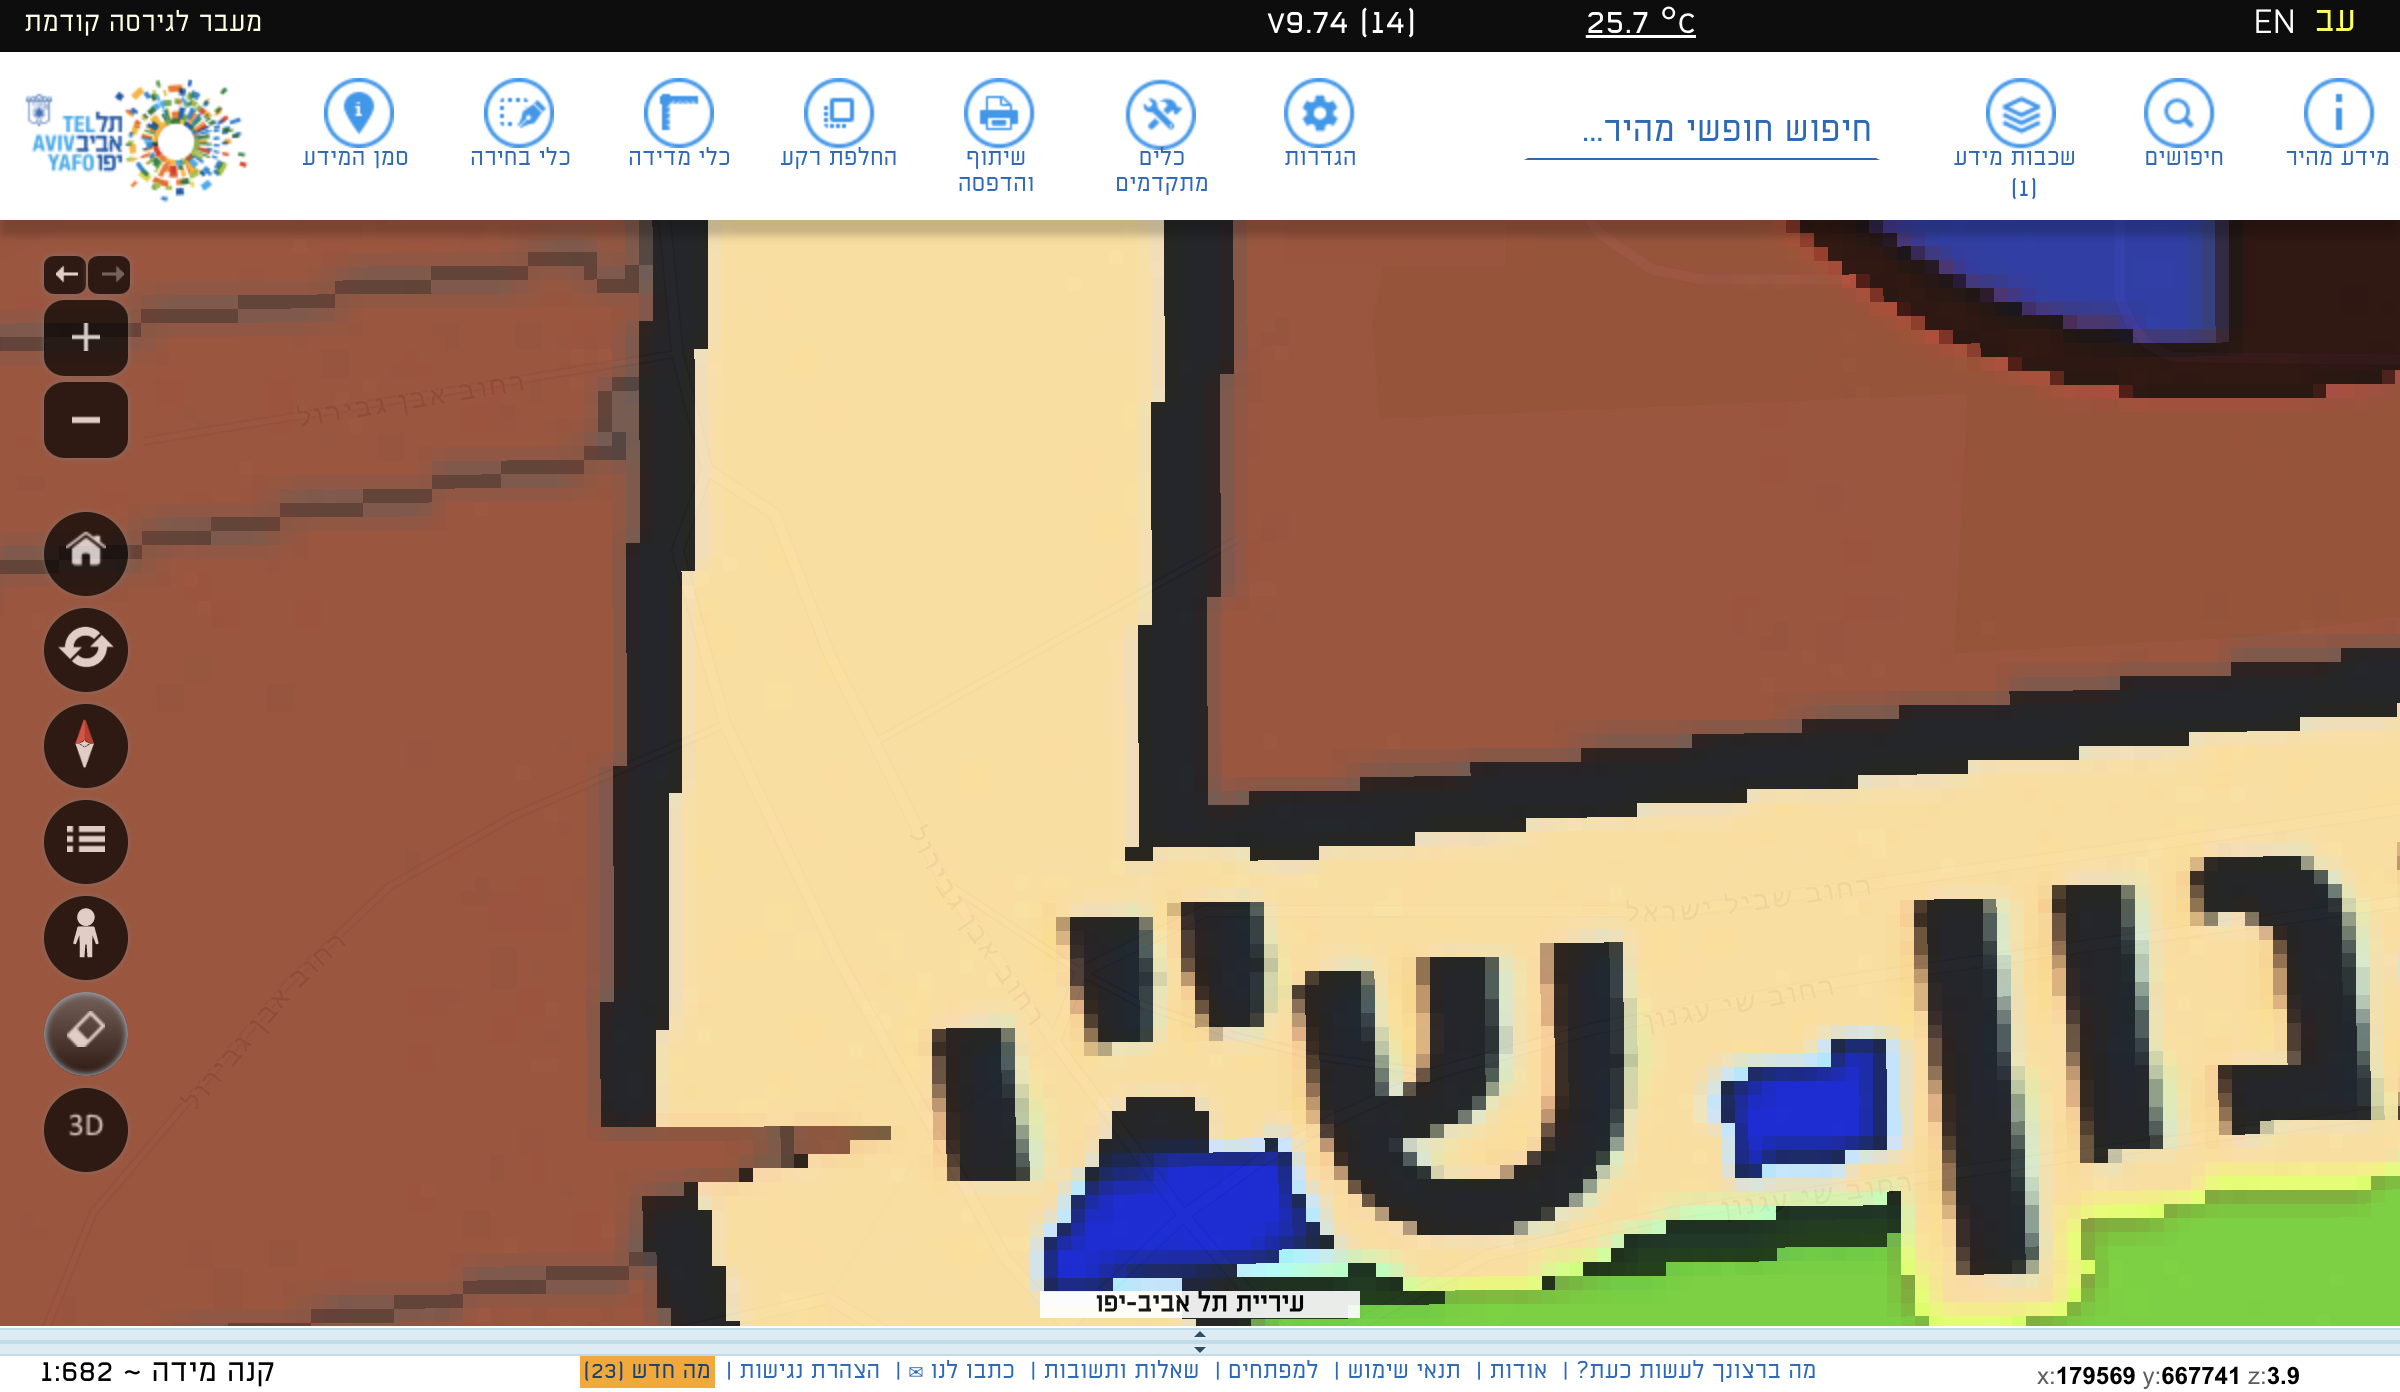 עב EN
25.7 °C
V9.74 (14)
מעבר לגירסה קודמת
מידע מהיר
חיפושים
שכבות מידע
(1)
חיפוש חופשי מהיר...
הגדרות
כלים
מתקדמים
שיתוף
והדפסה
החלפת רקע
כלי מדידה
כלי בחירה
סמן המידע
תל
אביב
יפו
TEL
AVIV
YAFO
רחוב אבן גבירול
רחוב אבן גבירול
רחוב אבן גבירול
רחוב שביל ישראל
רחוב שי עגנון
רחוב שי עגנון
3D
עיריית תל אביב-יפו
מה ברצונך לעשות כעת? | אודות | תנאי שימוש | למפתחים | שאלות ותשובות | כתבו לנו ✉ | הצהרת נגישות | מה חדש (23)
קנה מידה ~ 1:682
x:179569 y:667741 z:3.9